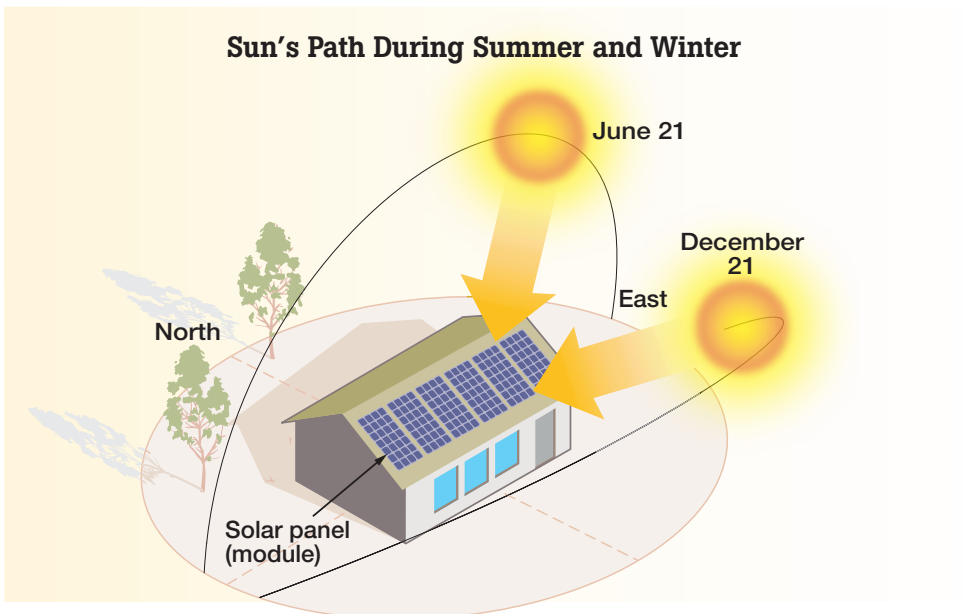 Sun's Path During Summer and Winter
June 21
December
21
East
North
Solar panel
(module)